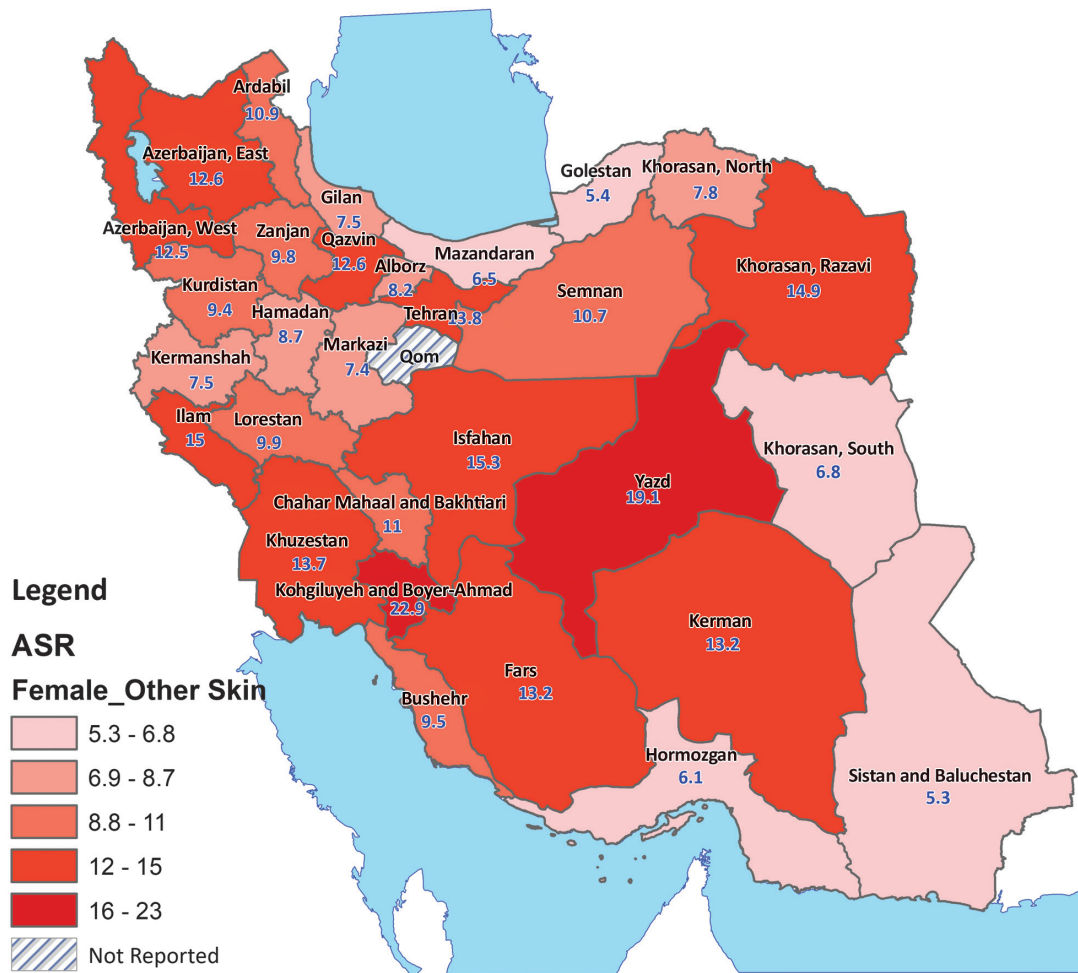 Ardabil
10.9
Azerbaijan, East
12.6
Golestan
5.4
Khorasan, North
7.8
Gilan
7.5
Azerbaijan, West
12.5
Zanjan
9.8
Qazvin
12.6
Mazandaran
6.5
Alborz
8.2
Khorasan, Razavi
14.9
Kurdistan
9.4
Semnan
10.7
Hamadan
8.7
Tehran
13.8
Markazi
7.4
Qom
Kermanshah
7.5
Ilam
15
Lorestan
9.9
Isfahan
15.3
Khorasan, South
6.8
Yazd
19.1
Chahar Mahaal and Bakhtiari
11
Khuzestan
13.7
Kohgiluyeh and Boyer-Ahmad
22.9
Kerman
13.2
Fars
13.2
Bushehr
9.5
Hormozgan
6.1
Sistan and Baluchestan
5.3
Legend
ASR
Female_Other Skin
5.3 - 6.8
6.9 - 8.7
8.8 - 11
12 - 15
16 - 23
Not Reported